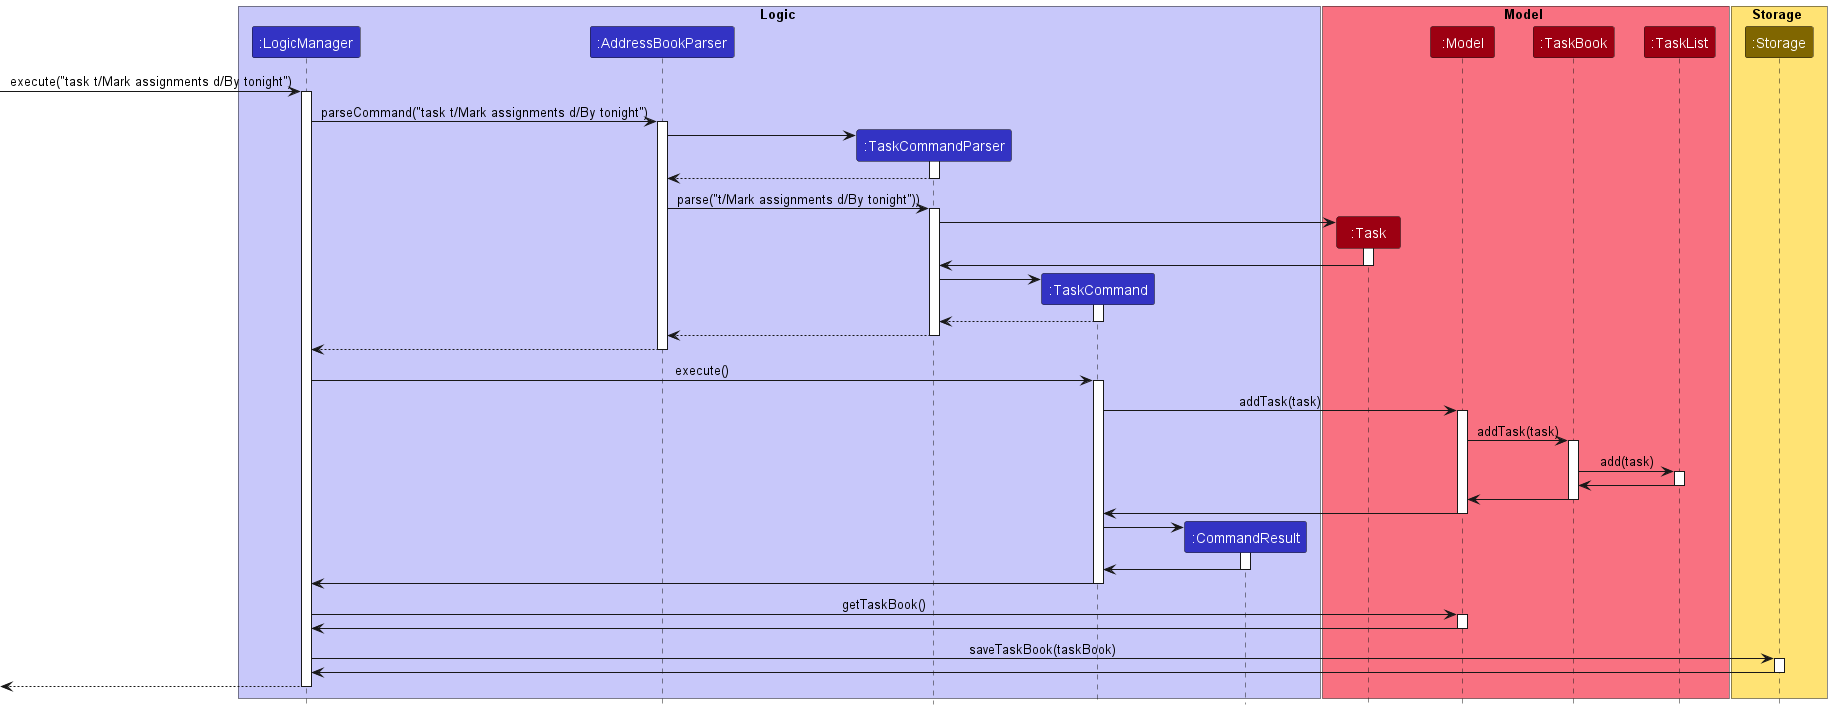 Logic
Model
Storage
:LogicManager
:AddressBookParser
:Model
:TaskBook
:TaskList
:Storage
execute("task t/Mark assignments d/By tonight")
parseCommand("task t/Mark assignments d/By tonight")
:TaskCommandParser
parse("t/Mark assignments d/By tonight"))
:Task
:TaskCommand
execute()
addTask(task)
addTask(task)
add(task)
:CommandResult
getTaskBook()
saveTaskBook(taskBook)